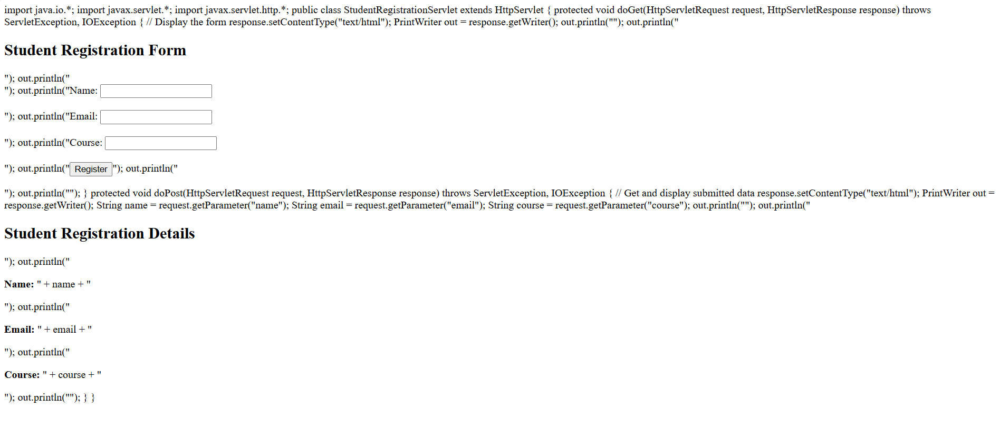 import java.io.*; import javax.servlet.*; import javax.servlet.http.*; public class StudentRegistrationServlet extends HttpServlet { protected void doGet(HttpServletRequest request, HttpServletResponse response) throws
ServletException, IOException { // Display the form response.setContentType("text/html"); PrintWriter out = response.getWriter(); out.println(""); out.println("
Student Registration Form
"); out.println("
"); out.println("Name:
"); out.println("Email:
"); out.println("Course:
"); out.println("Register"); out.println("
"); out.println(""); } protected void doPost(HttpServletRequest request, HttpServletResponse response) throws ServletException, IOException { // Get and display submitted data response.setContentType("text/html"); PrintWriter out =
response.getWriter(); String name = request.getParameter("name"); String email = request.getParameter("email"); String course = request.getParameter("course"); out.println(""); out.println("
Student Registration Details
"); out.println("
Name: " + name + "
"); out.println("
Email: " + email + "
"); out.println("
Course: " + course + "
"); out.println(""); } }